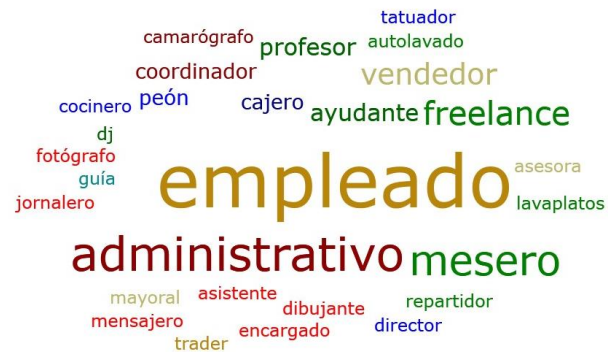 tatuador
camarógrafo profesor autolavado
coordinador vendedor
cocinero peón cajero ayudante freelance
dj
fotógrafo empleado asesora
guía
jornalero lavaplatos
administrativo mesero
mayoral asistente dibujante repartidor
mensajero encargado director
trader